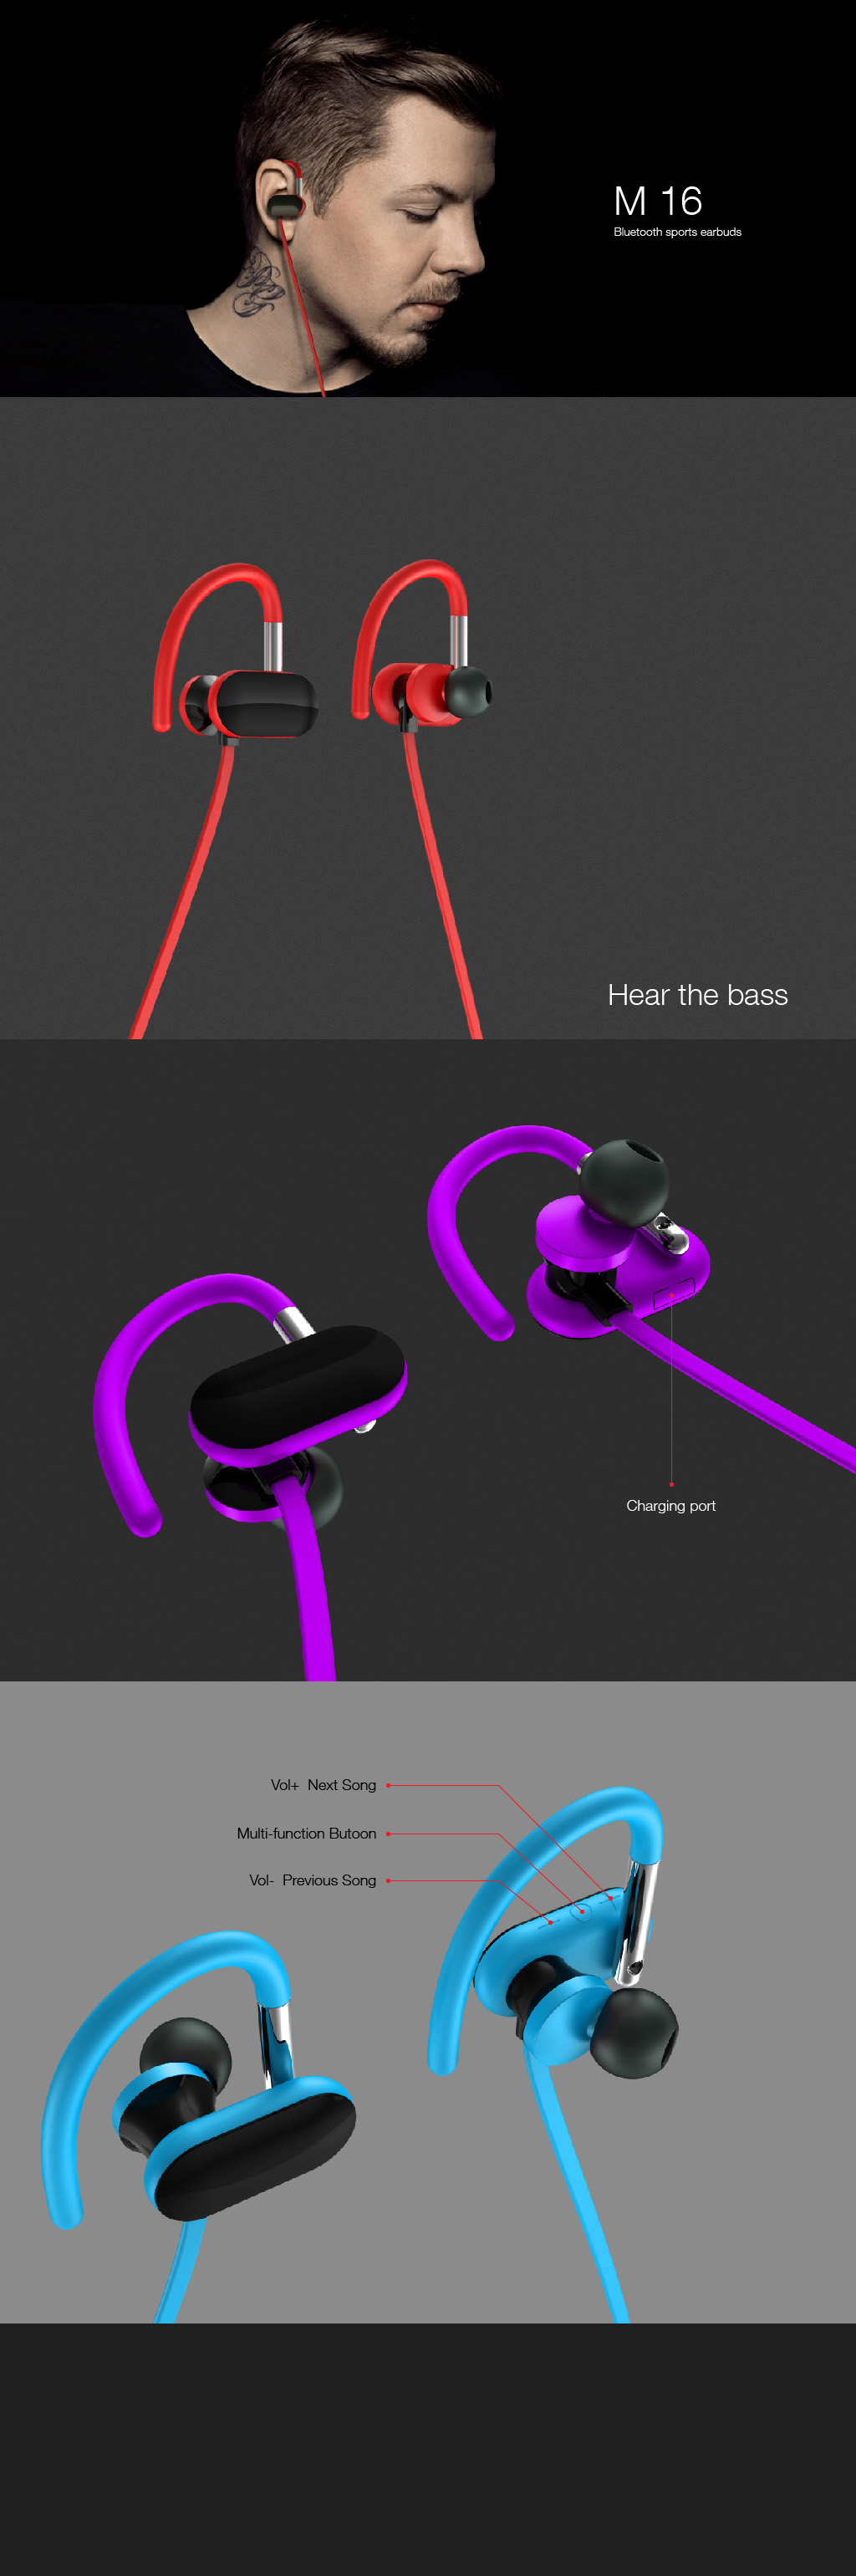 M 16
Bluetooth sports earbuds
Hear the bass
Charging port
Vol+  Next Song
Multi-function Butoon
Vol-  Previous Song